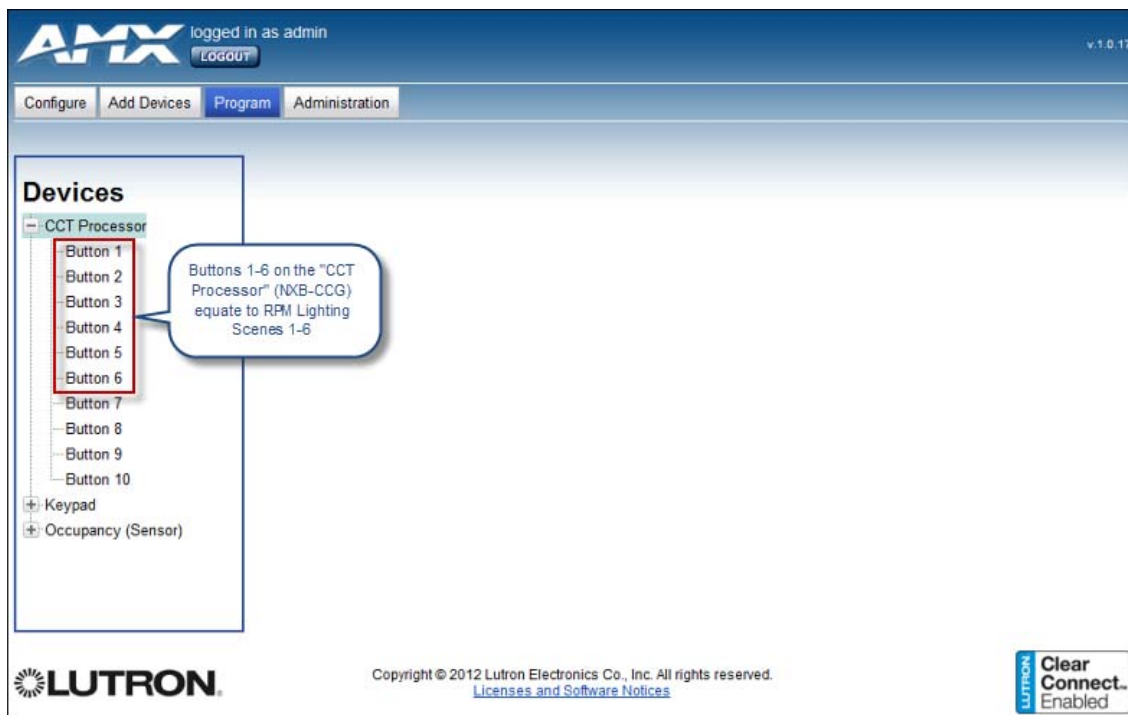 AMX
logged in as admin
LOGOUT
v.1.0.17
Configure
Add Devices
Program
Administration
Devices
CCT Processor
Button 1
Button 2
Button 3
Button 4
Button 5
Button 6
Button 7
Button 8
Button 9
Button 10
Keypad
Occupancy (Sensor)
Buttons 1-6 on the "CCT
Processor" (NXB-CCG)
equate to RPM Lighting
Scenes 1-6
LUTRON.
Copyright © 2012 Lutron Electronics Co., Inc. All rights reserved.
Licenses and Software Notices
LUTRON
Clear
Connect™
Enabled